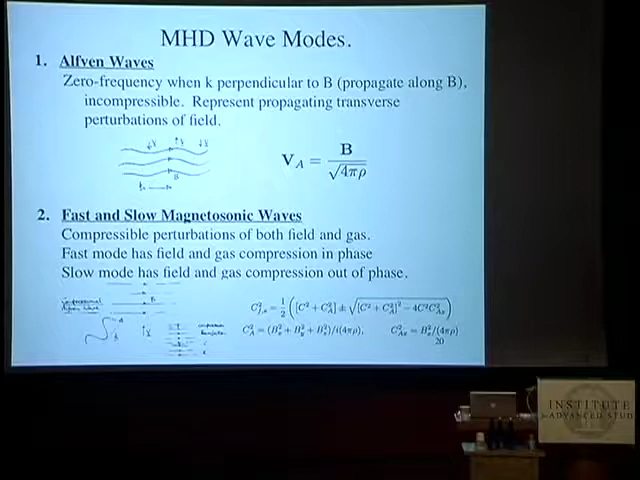 MHD Wave Modes.
1. Alfven Waves
Zero-frequency when k perpendicular to B (propagate along B),
incompressible. Represent propagating transverse
perturbations of field.
V_A = B / √4πρ
B
2. Fast and Slow Magnetosonic Waves
Compressible perturbations of both field and gas.
Fast mode has field and gas compression in phase
Slow mode has field and gas compression out of phase.
B
C²_{f,s} = 1/2 ([C² + C²_A] ± √([C² + C²_A]² − 4C²C²_{Ax}))
C²_A = (B²_x + B²_y + B²_z)/(4πρ), C²_{Ax} = B²_x/(4πρ)
20
INSTITUTE
ADVANCED STUD